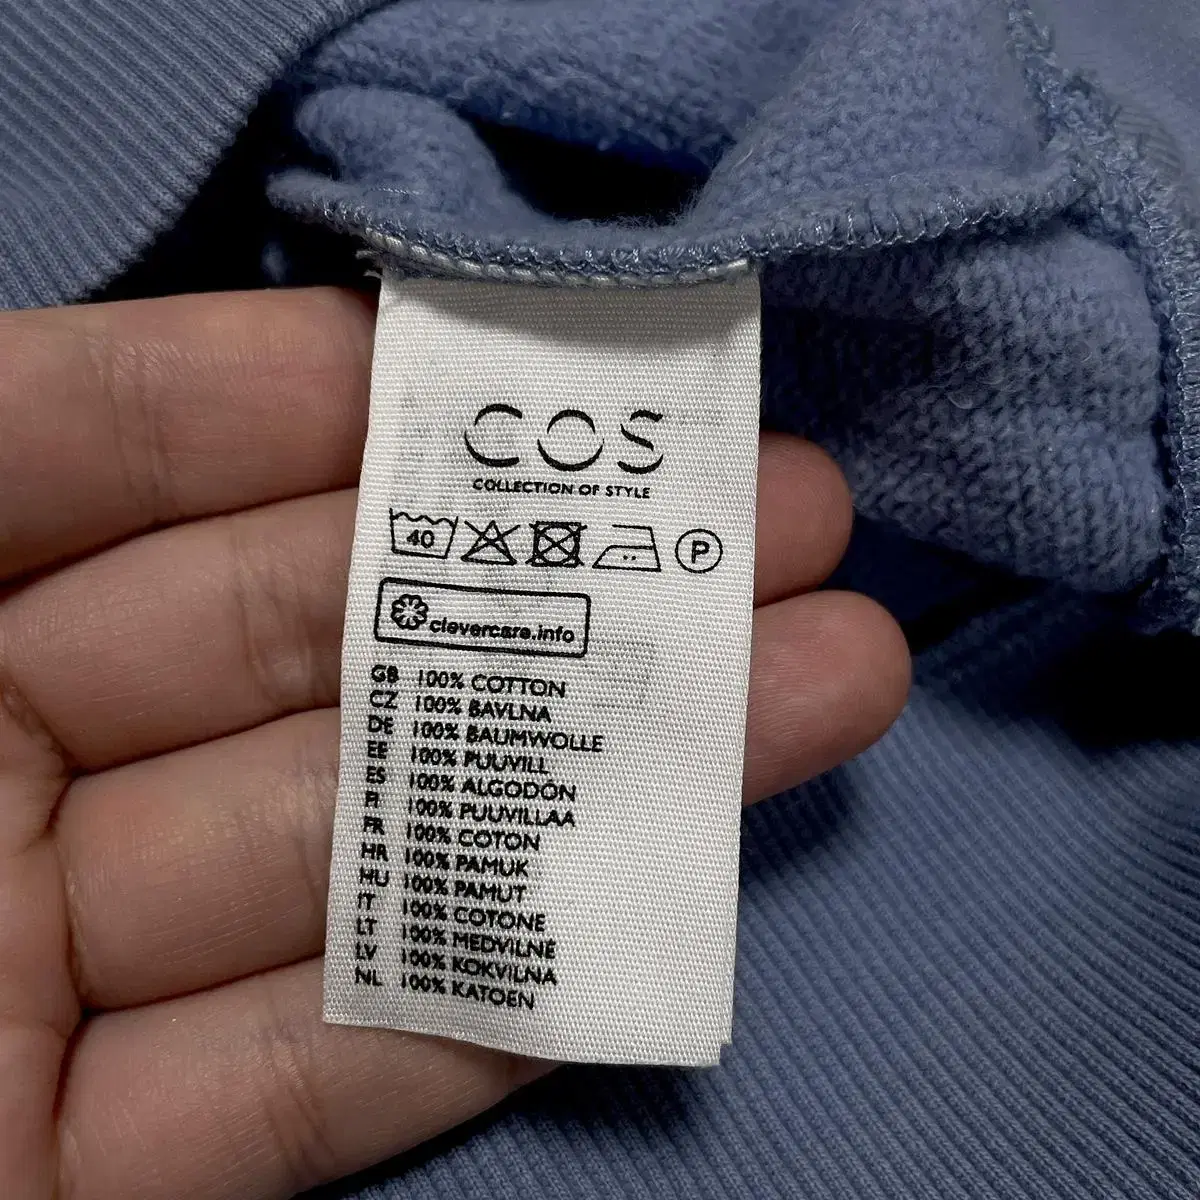 COS
COLLECTION OF STYLE
40 P
clevercare.info
GB 100% COTTON
CZ 100% BAVLNA
DE 100% BAUMWOLLE
EE 100% PUUVILL
ES 100% ALGODÓN
FI 100% PUUVILLAA
FR 100% COTON
HR 100% PAMUK
HU 100% PAMUT
IT 100% COTONE
LT 100% MEDVILNĖ
LV 100% KOKVILNA
NL 100% KATOEN